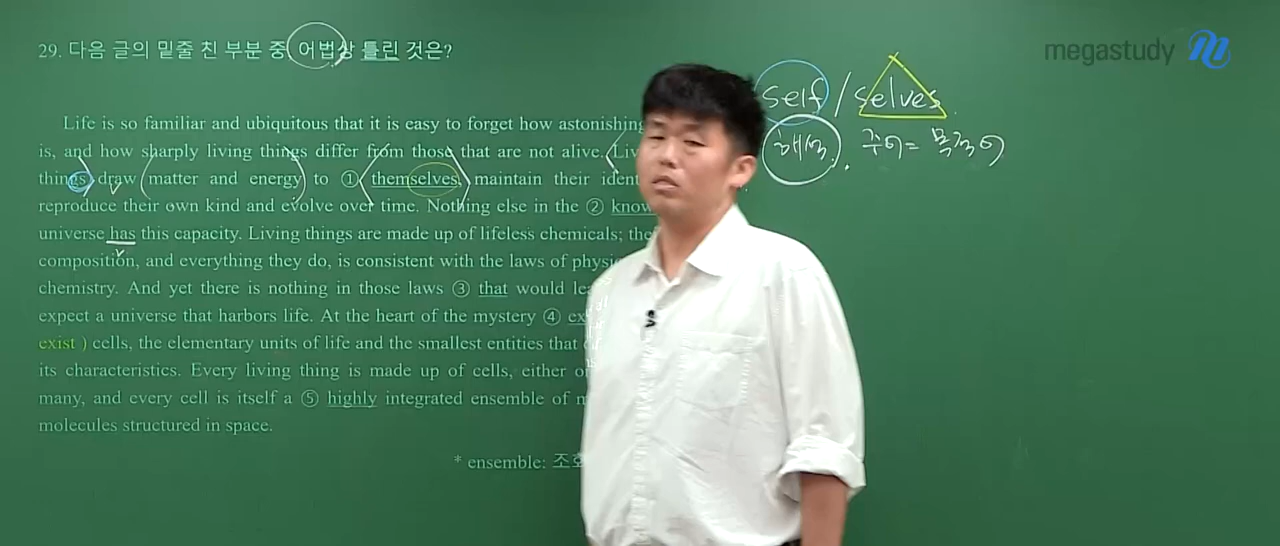 29. 다음 글의 밑줄 친 부분 중, 어법상 틀린 것은?
megastudy
self / selves
해석. 주어 = 목적어
Life is so familiar and ubiquitous that it is easy to forget how astonishing
is, and how sharply living things differ from those that are not alive.
things draw matter and energy to ① themselves, maintain their
reproduce their own kind and evolve over time. Nothing else in the ②
universe has this capacity. Living things are made up of lifeless chemicals;
composition, and everything they do, is consistent with the laws of
chemistry. And yet there is nothing in those laws ③ that would
expect a universe that harbors life. At the heart of the mystery ④
exist ) cells, the elementary units of life and the smallest entities that
its characteristics. Every living thing is made up of cells, either
many, and every cell is itself a ⑤ highly integrated ensemble of
molecules structured in space.
* ensemble: